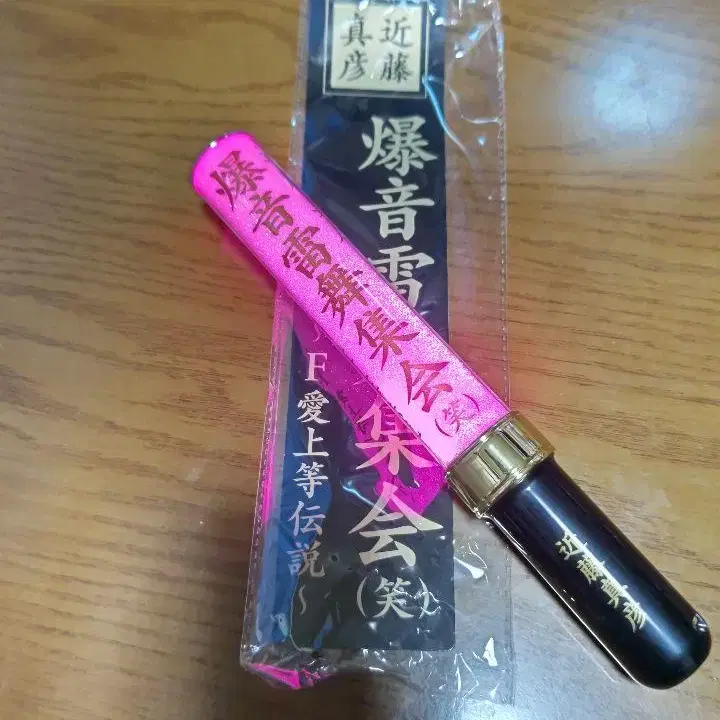 近藤
真彦
爆音雷舞集会(笑)
爆音雷 集会(笑)
～F愛上等伝説～
近藤真彦